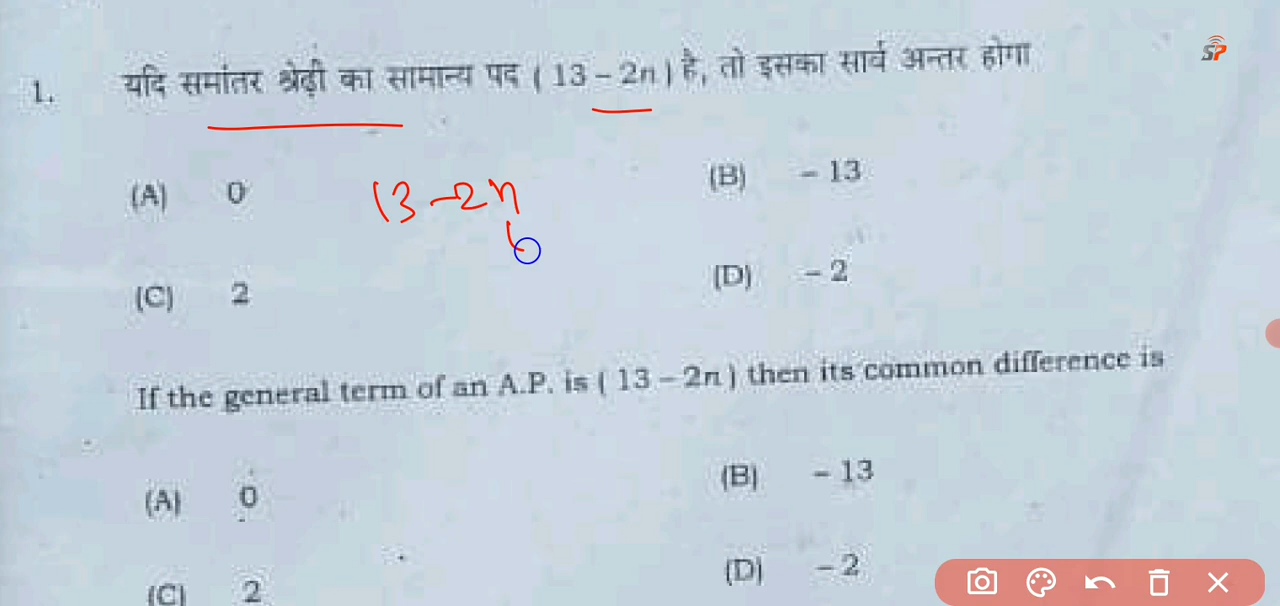 SP
1. यदि समांतर श्रेढ़ी का सामान्य पद ( 13 – 2n ) है, तो इसका सार्व अन्तर होगा
(A) 0 (B) – 13
13 – 2n
(C) 2 (D) – 2
If the general term of an A.P. is ( 13 – 2n ) then its common difference is
(A) 0 (B) – 13
(C) 2 (D) – 2